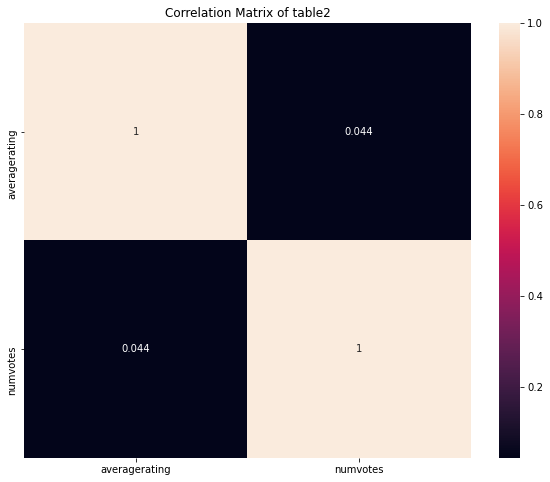 Correlation Matrix of table2
averagerating
numvotes
1
0.044
0.044
1
averagerating
numvotes
1.0
0.8
0.6
0.4
0.2